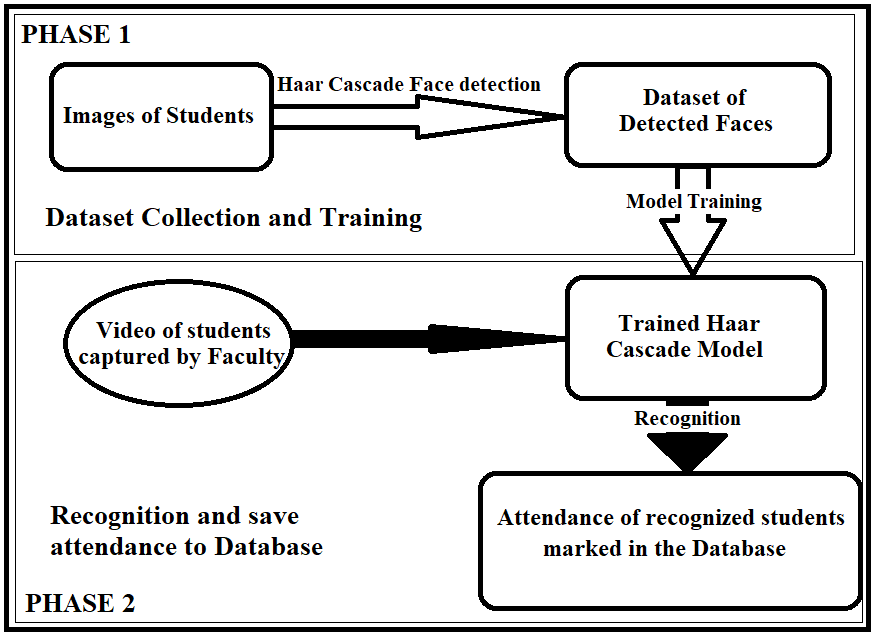 PHASE 1
Haar Cascade Face detection
Images of Students
Dataset of
Detected Faces
Model Training
Dataset Collection and Training
Video of students
captured by Faculty
Trained Haar
Cascade Model
Recognition
Attendance of recognized students
marked in the Database
Recognition and save
attendance to Database
PHASE 2